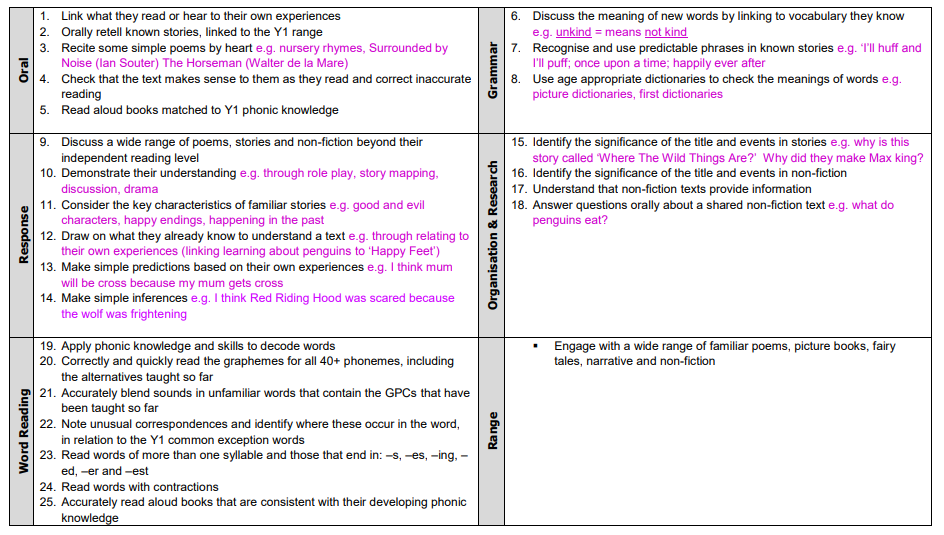 Oral
1. Link what they read or hear to their own experiences
2. Orally retell known stories, linked to the Y1 range
3. Recite some simple poems by heart e.g. nursery rhymes, Surrounded by
Noise (Ian Souter) The Horseman (Walter de la Mare)
4. Check that the text makes sense to them as they read and correct inaccurate
reading
5. Read aloud books matched to Y1 phonic knowledge
Grammar
6. Discuss the meaning of new words by linking to vocabulary they know
e.g. unkind = means not kind
7. Recognise and use predictable phrases in known stories e.g. ‘I’ll huff and
I’ll puff; once upon a time; happily ever after
8. Use age appropriate dictionaries to check the meanings of words e.g.
picture dictionaries, first dictionaries
Response
9. Discuss a wide range of poems, stories and non-fiction beyond their
independent reading level
10. Demonstrate their understanding e.g. through role play, story mapping,
discussion, drama
11. Consider the key characteristics of familiar stories e.g. good and evil
characters, happy endings, happening in the past
12. Draw on what they already know to understand a text e.g. through relating to
their own experiences (linking learning about penguins to ‘Happy Feet’)
13. Make simple predictions based on their own experiences e.g. I think mum
will be cross because my mum gets cross
14. Make simple inferences e.g. I think Red Riding Hood was scared because
the wolf was frightening
Organisation & Research
15. Identify the significance of the title and events in stories e.g. why is this
story called ‘Where The Wild Things Are?’ Why did they make Max king?
16. Identify the significance of the title and events in non-fiction
17. Understand that non-fiction texts provide information
18. Answer questions orally about a shared non-fiction text e.g. what do
penguins eat?
Word Reading
19. Apply phonic knowledge and skills to decode words
20. Correctly and quickly read the graphemes for all 40+ phonemes, including
the alternatives taught so far
21. Accurately blend sounds in unfamiliar words that contain the GPCs that have
been taught so far
22. Note unusual correspondences and identify where these occur in the word,
in relation to the Y1 common exception words
23. Read words of more than one syllable and those that end in: –s, –es, –ing, –
ed, –er and –est
24. Read words with contractions
25. Accurately read aloud books that are consistent with their developing phonic
knowledge
Range
▪ Engage with a wide range of familiar poems, picture books, fairy
tales, narrative and non-fiction